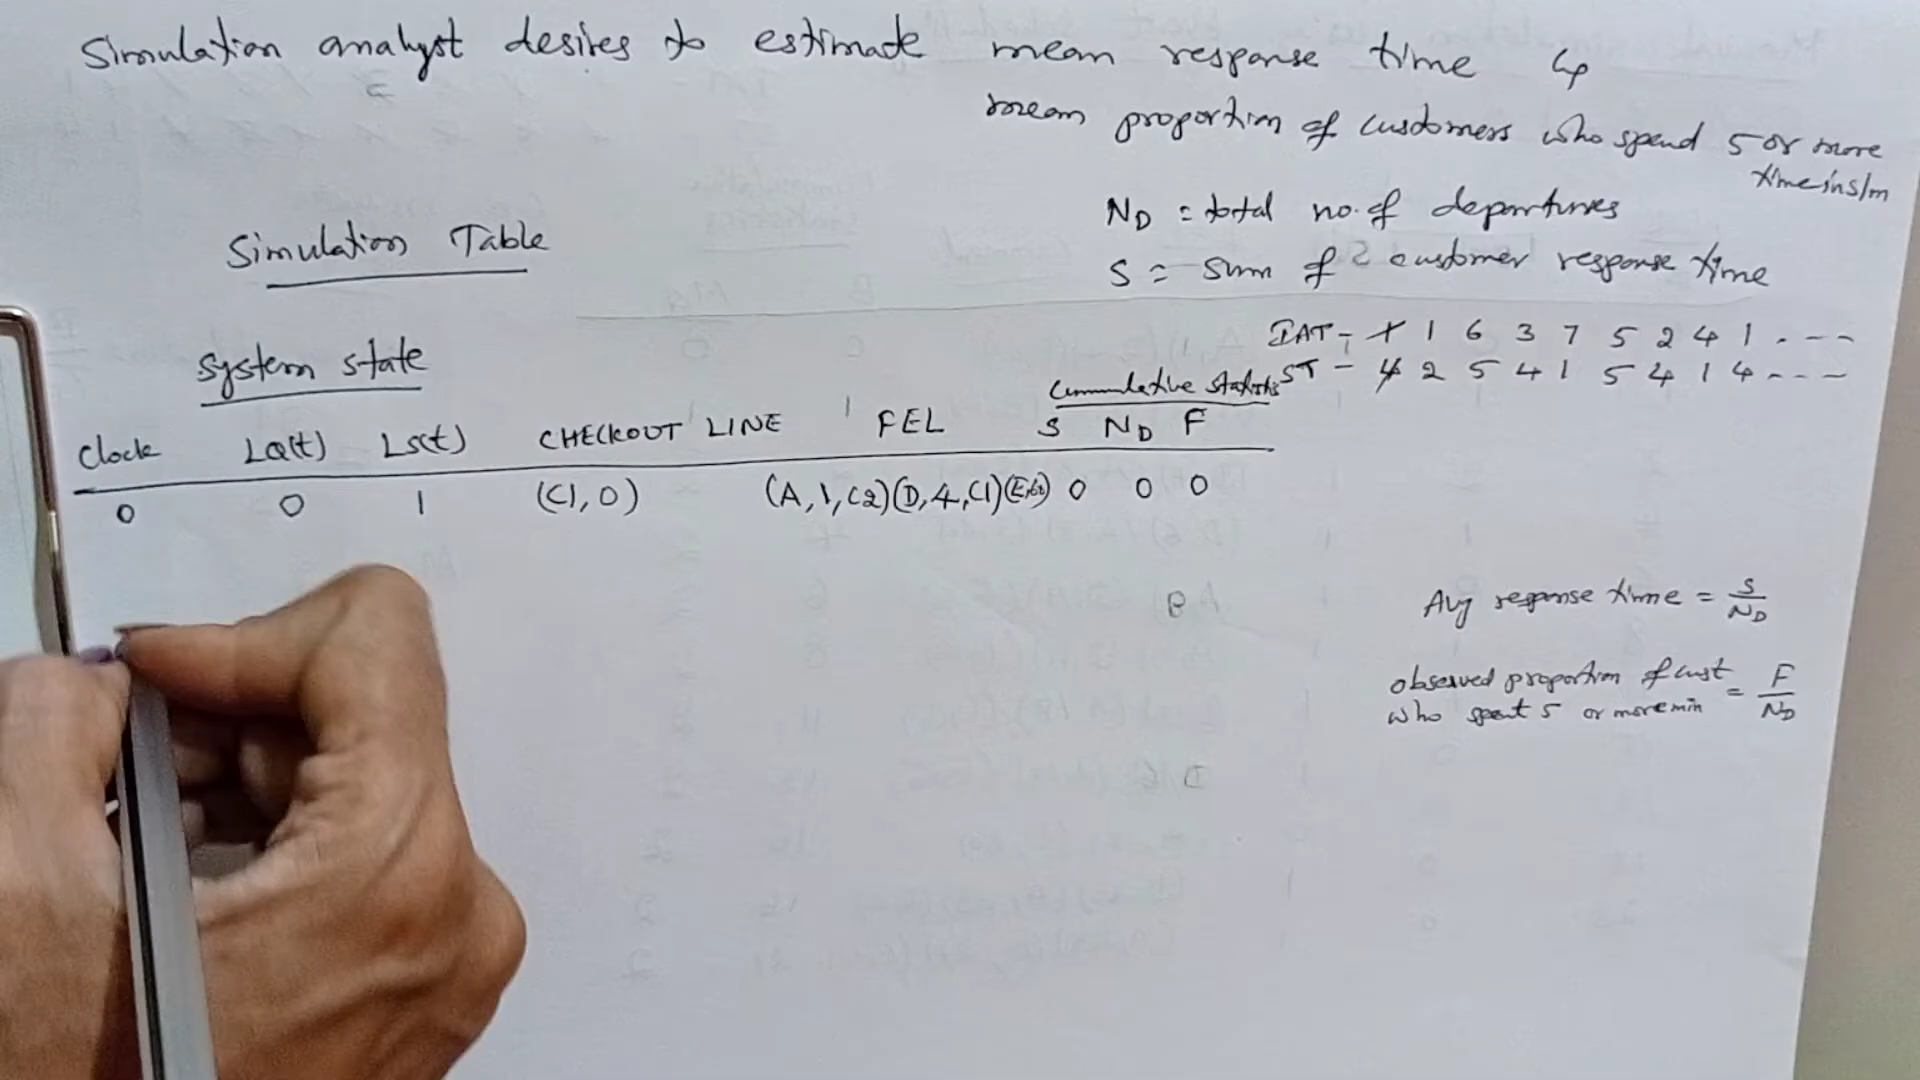 Simulation analyst desires to estimate mean response time &
mean proportion of customers who spend 5 or more
time in s/m
ND = total no. of departures
S = sum of customer response time
Simulation Table
IAT - 1 1 6 3 7 5 2 4 1 . - - -
ST - 4 2 5 4 1 5 4 1 4 - - - -
System state
Cummulative statistics
Clock LQ(t) LS(t) CHECKOUT LINE FEL S ND F
0 0 1 (C1, 0) (A, 1, C2) (D, 4, C1) (E, 60) 0 0 0
Avg response time = S/ND
observed proportion of cust
who spent 5 or more min = F/ND